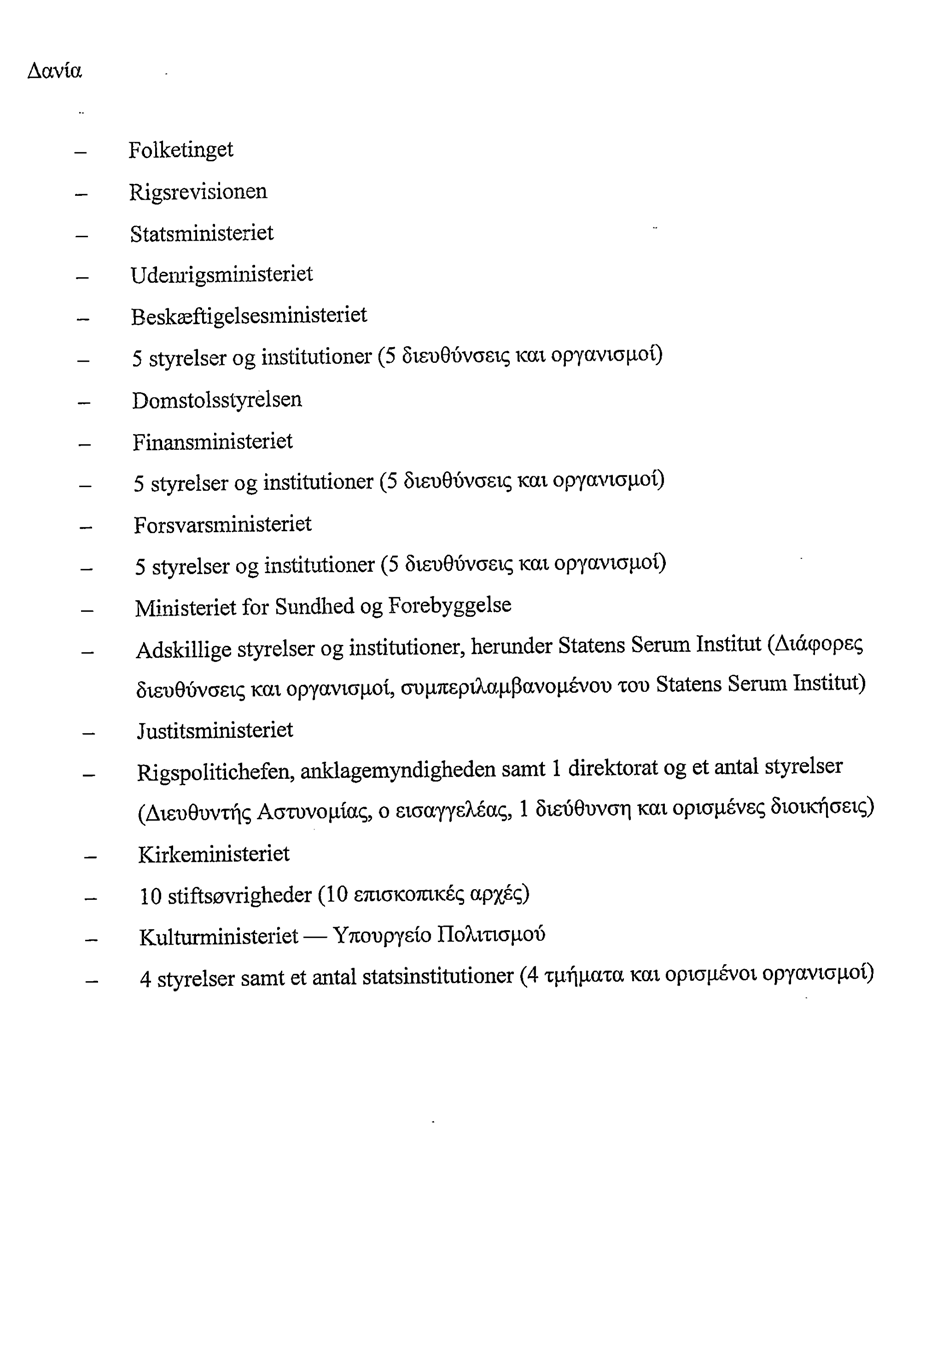 Δανία
– Folketinget
– Rigsrevisionen
– Statsministeriet
– Udenrigsministeriet
– Beskæftigelsesministeriet
– 5 styrelser og institutioner (5 διευθύνσεις και οργανισμοί)
– Domstolsstyrelsen
– Finansministeriet
– 5 styrelser og institutioner (5 διευθύνσεις και οργανισμοί)
– Forsvarsministeriet
– 5 styrelser og institutioner (5 διευθύνσεις και οργανισμοί)
– Ministeriet for Sundhed og Forebyggelse
– Adskillige styrelser og institutioner, herunder Statens Serum Institut (Διάφορες
διευθύνσεις και οργανισμοί, συμπεριλαμβανομένου του Statens Serum Institut)
– Justitsministeriet
– Rigspolitichefen, anklagemyndigheden samt 1 direktorat og et antal styrelser
(Διευθυντής Αστυνομίας, ο εισαγγελέας, 1 διεύθυνση και ορισμένες διοικήσεις)
– Kirkeministeriet
– 10 stiftsøvrigheder (10 επισκοπικές αρχές)
– Kulturministeriet — Υπουργείο Πολιτισμού
– 4 styrelser samt et antal statsinstitutioner (4 τμήματα και ορισμένοι οργανισμοί)